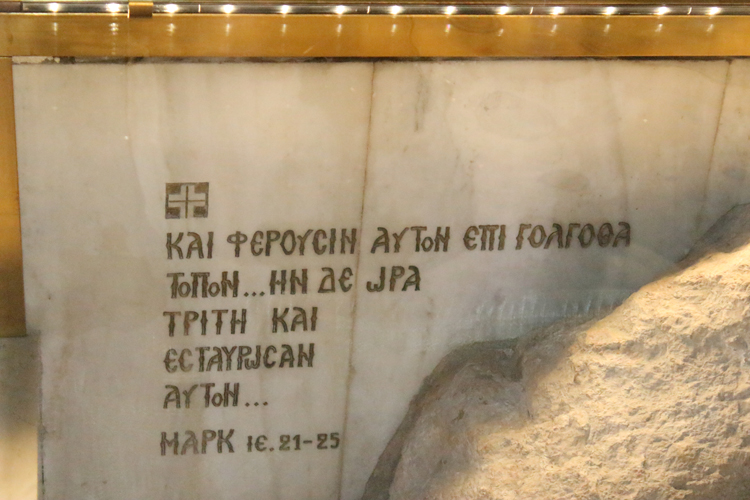 ΚΑΙ ΦΕΡΟΥCΙΝ ΑΥΤΟΝ ΕΠΙ ΓΟΛΓΟΘΑ
ΤΟΠΟΝ...ΗΝ ΔΕ ѠΡΑ
ΤΡΙΤΗ ΚΑΙ
ΕCΤΑΥΡѠCΑΝ
ΑΥΤΟΝ...
ΜΑΡΚ ΙΕ.21-25